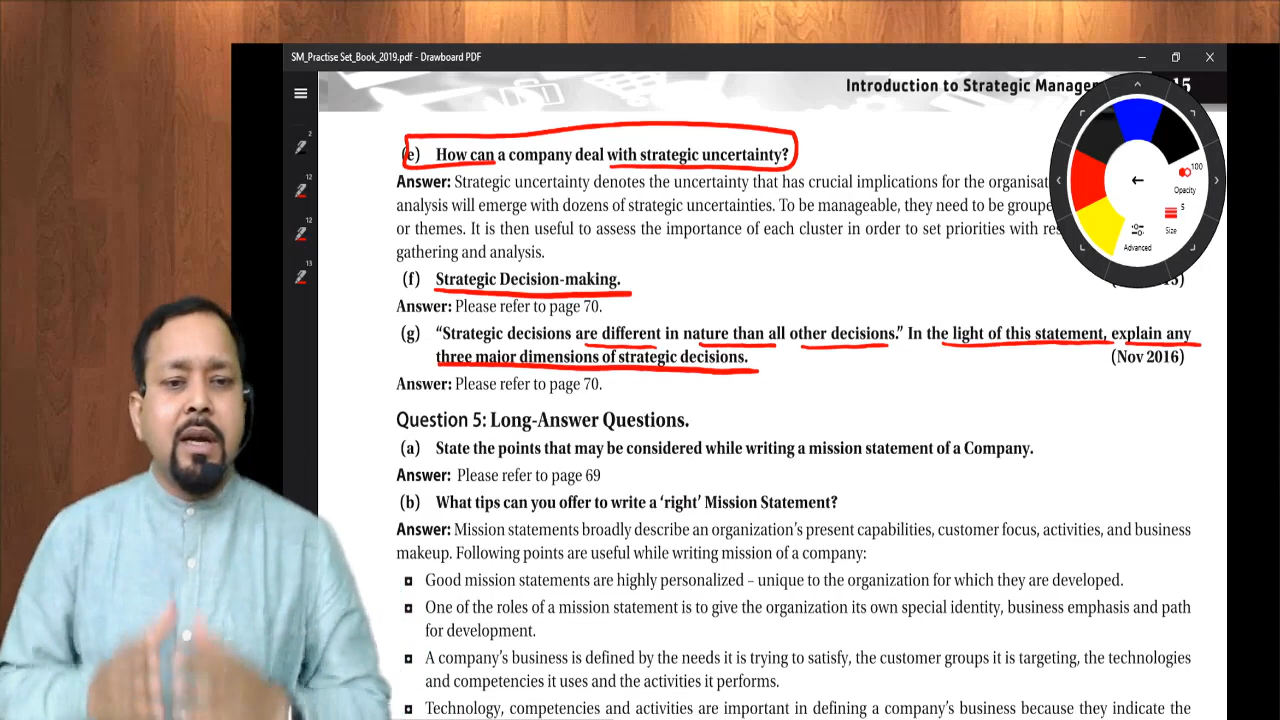 SM_Practise Set_Book_2019.pdf - Drawboard PDF
Introduction to Strategic
15
(e) How can a company deal with strategic uncertainty?
Answer: Strategic uncertainty denotes the uncertainty that has crucial implications for the
analysis will emerge with dozens of strategic uncertainties. To be manageable, they need to be
or themes. It is then useful to assess the importance of each cluster in order to set priorities with
gathering and analysis.
(f) Strategic Decision-making.
Answer: Please refer to page 70.
(g) “Strategic decisions are different in nature than all other decisions.” In the light of this statement, explain any
three major dimensions of strategic decisions. (Nov 2016)
Answer: Please refer to page 70.
Question 5: Long-Answer Questions.
(a) State the points that may be considered while writing a mission statement of a Company.
Answer: Please refer to page 69
(b) What tips can you offer to write a ‘right’ Mission Statement?
Answer: Mission statements broadly describe an organization’s present capabilities, customer focus, activities, and business
makeup. Following points are useful while writing mission of a company:
Good mission statements are highly personalized – unique to the organization for which they are developed.
One of the roles of a mission statement is to give the organization its own special identity, business emphasis and path
for development.
A company’s business is defined by the needs it is trying to satisfy, the customer groups it is targeting, the technologies
and competencies it uses and the activities it performs.
Technology, competencies and activities are important in defining a company’s business because they indicate the
2
12
12
13
100
Opacity
5
Size
Advanced